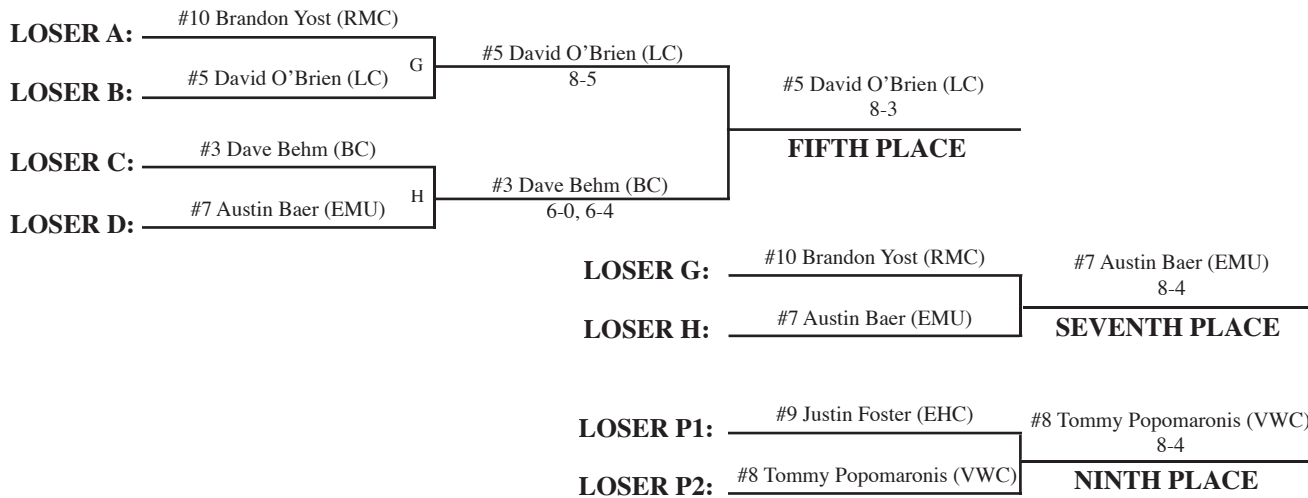 LOSER A: #10 Brandon Yost (RMC)
G
LOSER B: #5 David O’Brien (LC)
#5 David O’Brien (LC)
8-5
LOSER C: #3 Dave Behm (BC)
H
LOSER D: #7 Austin Baer (EMU)
#3 Dave Behm (BC)
6-0, 6-4
#5 David O’Brien (LC)
8-3
FIFTH PLACE
LOSER G: #10 Brandon Yost (RMC)
LOSER H: #7 Austin Baer (EMU)
#7 Austin Baer (EMU)
8-4
SEVENTH PLACE
LOSER P1: #9 Justin Foster (EHC)
LOSER P2: #8 Tommy Popomaronis (VWC)
#8 Tommy Popomaronis (VWC)
8-4
NINTH PLACE